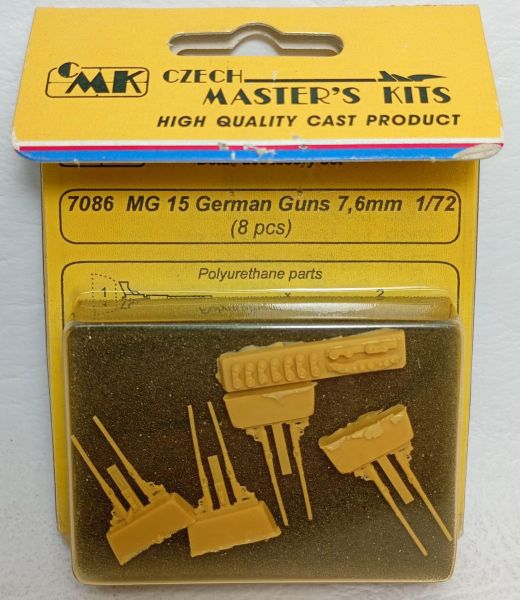 CMK
CZECH
MASTER'S KITS
HIGH QUALITY CAST PRODUCT
7086 MG 15 German Guns 7,6mm 1/72
(8 pcs)
Polyurethane parts
1
2